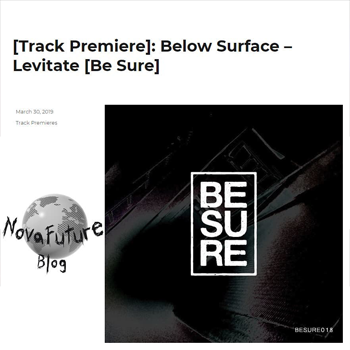 [Track Premiere]: Below Surface –
Levitate [Be Sure]
March 30, 2019
Track Premieres
NovaFuture
Blog
BE
SU
RE
BESURE018